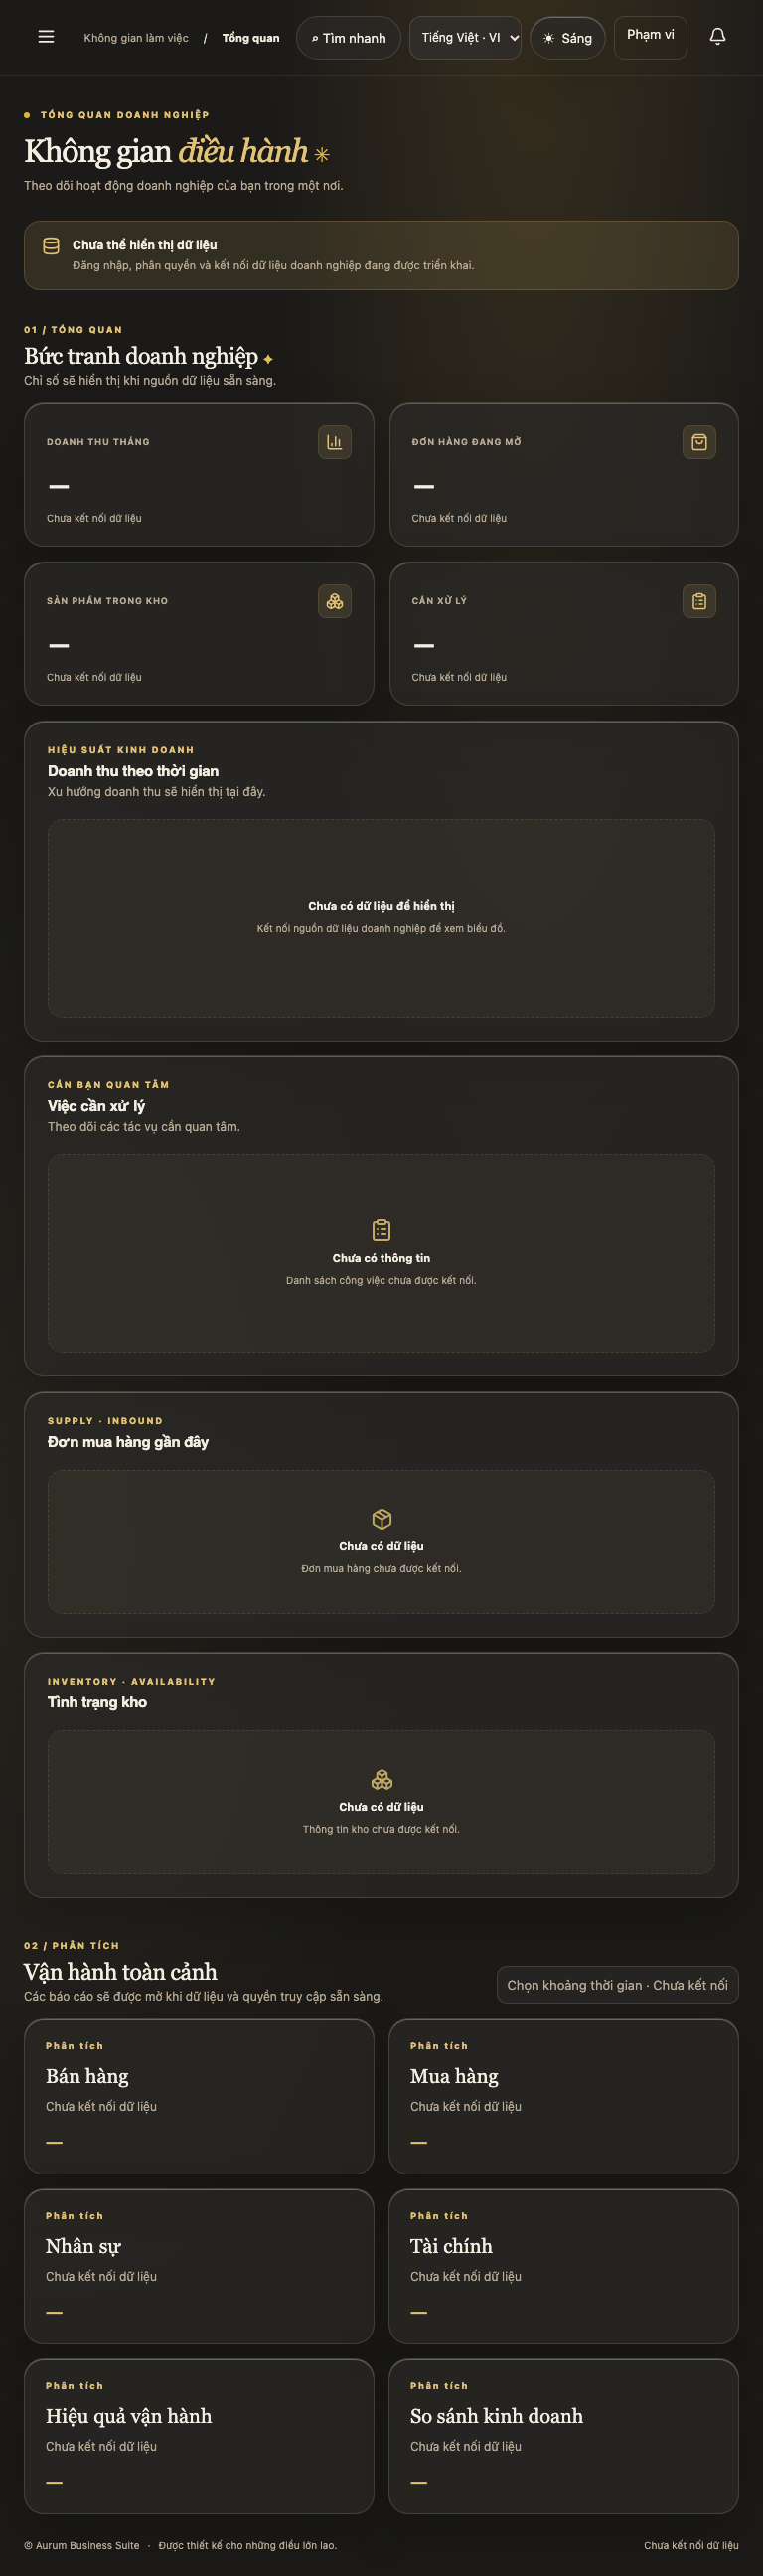 Không gian làm việc / Tổng quan
Tìm nhanh
Tiếng Việt · VI
Sáng
Phạm vi
TỔNG QUAN DOANH NGHIỆP
Không gian điều hành
Theo dõi hoạt động doanh nghiệp của bạn trong một nơi.
Chưa thể hiển thị dữ liệu
Đăng nhập, phân quyền và kết nối dữ liệu doanh nghiệp đang được triển khai.
01 / TỔNG QUAN
Bức tranh doanh nghiệp
Chỉ số sẽ hiển thị khi nguồn dữ liệu sẵn sàng.
DOANH THU THÁNG
—
Chưa kết nối dữ liệu
ĐƠN HÀNG ĐANG MỞ
—
Chưa kết nối dữ liệu
SẢN PHẨM TRONG KHO
—
Chưa kết nối dữ liệu
CẦN XỬ LÝ
—
Chưa kết nối dữ liệu
HIỆU SUẤT KINH DOANH
Doanh thu theo thời gian
Xu hướng doanh thu sẽ hiển thị tại đây.
Chưa có dữ liệu để hiển thị
Kết nối nguồn dữ liệu doanh nghiệp để xem biểu đồ.
CẦN BẠN QUAN TÂM
Việc cần xử lý
Theo dõi các tác vụ cần quan tâm.
Chưa có thông tin
Danh sách công việc chưa được kết nối.
SUPPLY · INBOUND
Đơn mua hàng gần đây
Chưa có dữ liệu
Đơn mua hàng chưa được kết nối.
INVENTORY · AVAILABILITY
Tình trạng kho
Chưa có dữ liệu
Thông tin kho chưa được kết nối.
02 / PHÂN TÍCH
Vận hành toàn cảnh
Các báo cáo sẽ được mở khi dữ liệu và quyền truy cập sẵn sàng.
Chọn khoảng thời gian · Chưa kết nối
Phân tích
Bán hàng
Chưa kết nối dữ liệu
—
Phân tích
Mua hàng
Chưa kết nối dữ liệu
—
Phân tích
Nhân sự
Chưa kết nối dữ liệu
—
Phân tích
Tài chính
Chưa kết nối dữ liệu
—
Phân tích
Hiệu quả vận hành
Chưa kết nối dữ liệu
—
Phân tích
So sánh kinh doanh
Chưa kết nối dữ liệu
—
© Aurum Business Suite · Được thiết kế cho những điều lớn lao.
Chưa kết nối dữ liệu